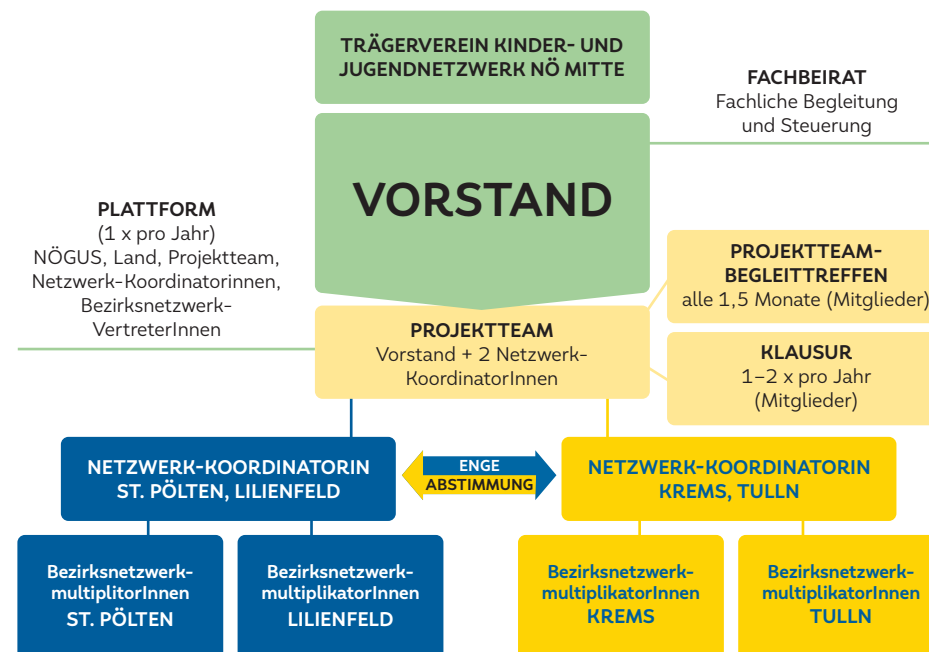 TRÄGERVEREIN KINDER- UND
JUGENDNETZWERK NÖ MITTE
FACHBEIRAT
Fachliche Begleitung
und Steuerung
VORSTAND
PLATTFORM
(1 x pro Jahr)
NÖGUS, Land, Projektteam,
Netzwerk-Koordinatorinnen,
Bezirksnetzwerk-
VertreterInnen
PROJEKTTEAM-
BEGLEITTREFFEN
alle 1,5 Monate (Mitglieder)
PROJEKTTEAM
Vorstand + 2 Netzwerk-
KoordinatorInnen
KLAUSUR
1–2 x pro Jahr
(Mitglieder)
NETZWERK-KOORDINATORIN
ST. PÖLTEN, LILIENFELD
ENGE
ABSTIMMUNG
NETZWERK-KOORDINATORIN
KREMS, TULLN
Bezirksnetzwerk-
multiplitorInnen
ST. PÖLTEN
Bezirksnetzwerk-
multiplikatorInnen
LILIENFELD
Bezirksnetzwerk-
multiplikatorInnen
KREMS
Bezirksnetzwerk-
multiplikatorInnen
TULLN